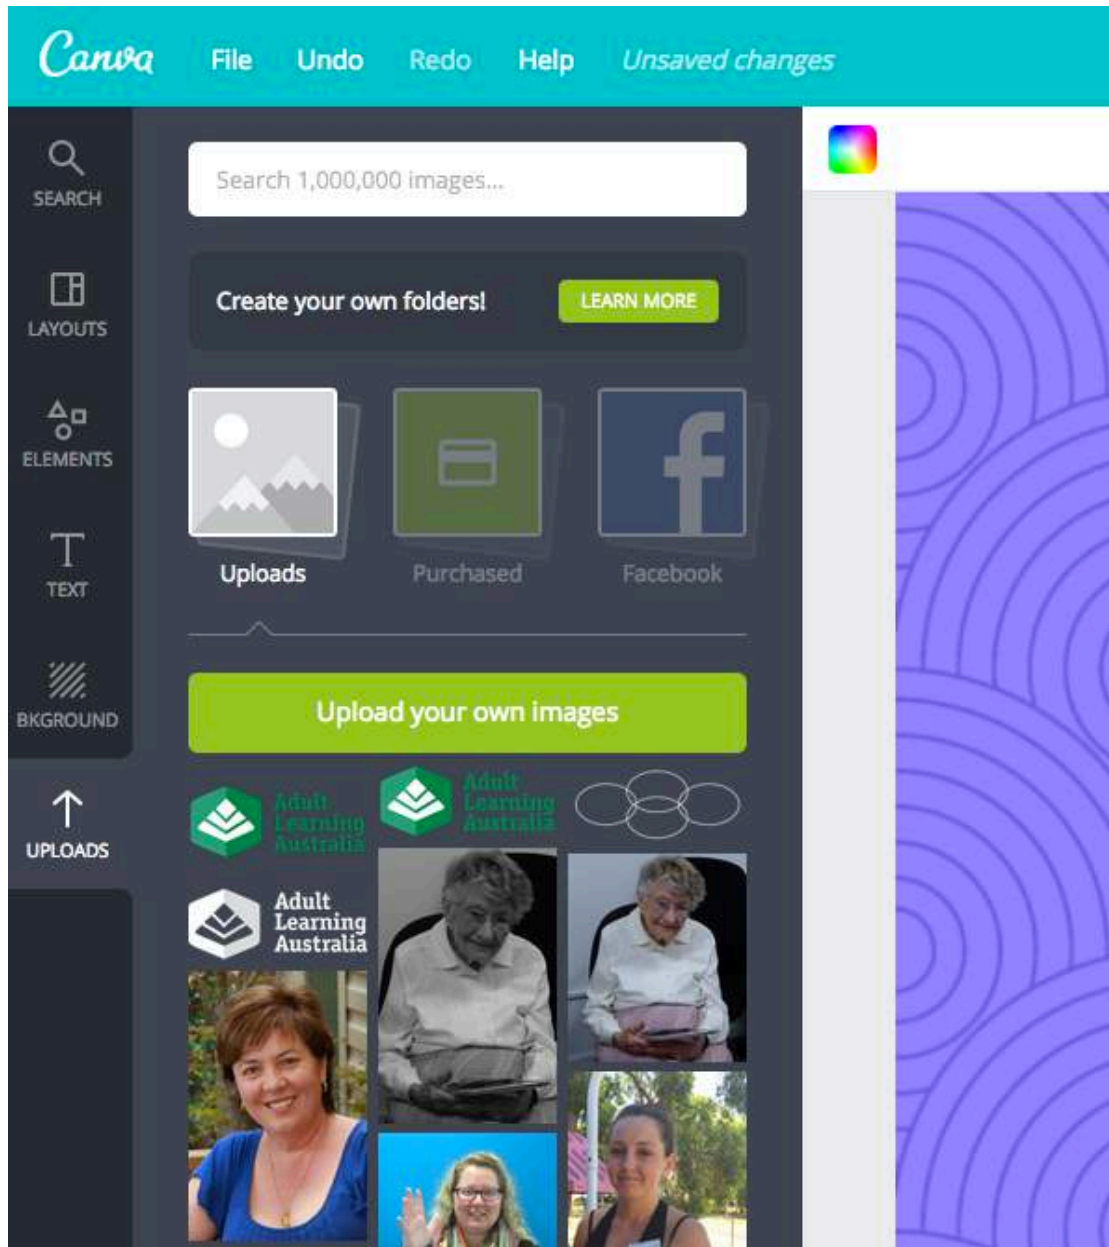 Canva File Undo Redo Help Unsaved changes
SEARCH
LAYOUTS
ELEMENTS
TEXT
BKGROUND
UPLOADS
Search 1,000,000 images...
Create your own folders! LEARN MORE
Uploads Purchased Facebook
Upload your own images
Adult
Learning
Australia
Adult
Learning
Australia
Adult
Learning
Australia